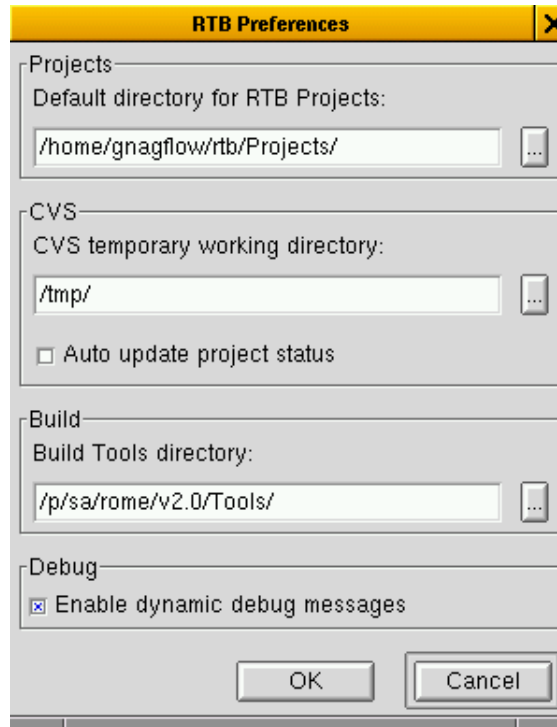 RTB Preferences
Projects
Default directory for RTB Projects:
/home/gnagflow/rtb/Projects/
...
CVS
CVS temporary working directory:
/tmp/
...
Auto update project status
Build
Build Tools directory:
/p/sa/rome/v2.0/Tools/
...
Debug
Enable dynamic debug messages
OK
Cancel